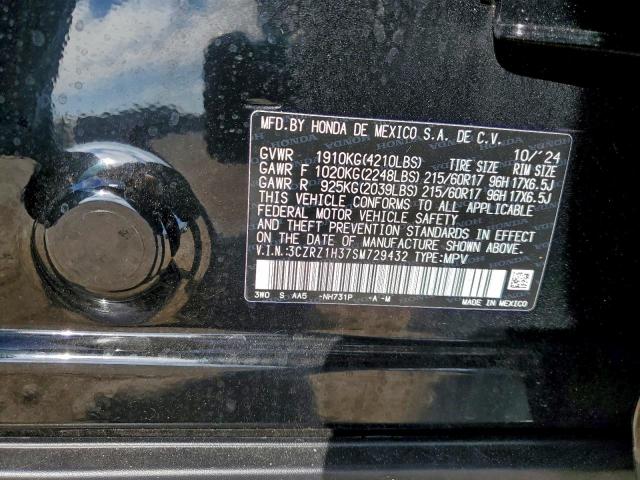 MFD.BY HONDA DE MEXICO S.A. DE C.V.
10/'24
GVWR 1910KG(4210LBS) TIRE SIZE RIM SIZE
GAWR F 1020KG(2248LBS) 215/60R17 96H 17X6.5J
GAWR R 925KG(2039LBS) 215/60R17 96H 17X6.5J
THIS VEHICLE CONFORMS TO ALL APPLICABLE
FEDERAL MOTOR VEHICLE SAFETY
AND THEFT PREVENTION STANDARDS IN EFFECT
ON THE DATE OF MANUFACTURE SHOWN ABOVE.
V.I.N.:3CZRZ1H37SM729432 TYPE:MPV
3W0 S AA5 -NH731P -A -M
MADE IN MEXICO